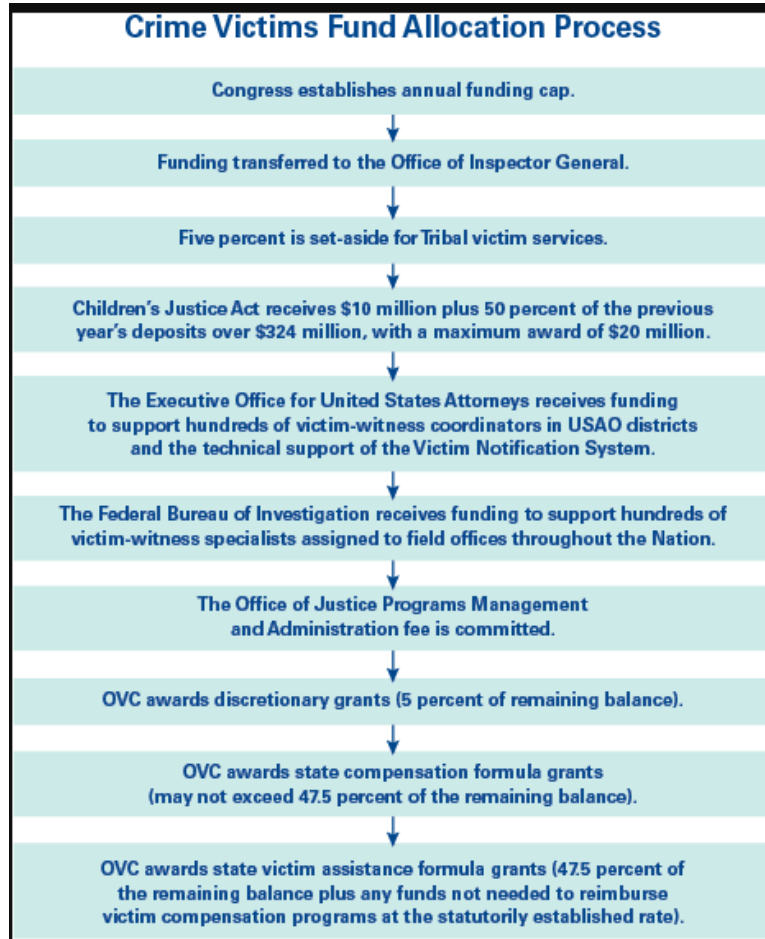 Crime Victims Fund Allocation Process
Congress establishes annual funding cap.
Funding transferred to the Office of Inspector General.
Five percent is set-aside for Tribal victim services.
Children's Justice Act receives $10 million plus 50 percent of the previous
year's deposits over $324 million, with a maximum award of $20 million.
The Executive Office for United States Attorneys receives funding
to support hundreds of victim-witness coordinators in USAO districts
and the technical support of the Victim Notification System.
The Federal Bureau of Investigation receives funding to support hundreds of
victim-witness specialists assigned to field offices throughout the Nation.
The Office of Justice Programs Management
and Administration fee is committed.
OVC awards discretionary grants (5 percent of remaining balance).
OVC awards state compensation formula grants
(may not exceed 47.5 percent of the remaining balance).
OVC awards state victim assistance formula grants (47.5 percent of
the remaining balance plus any funds not needed to reimburse
victim compensation programs at the statutorily established rate).